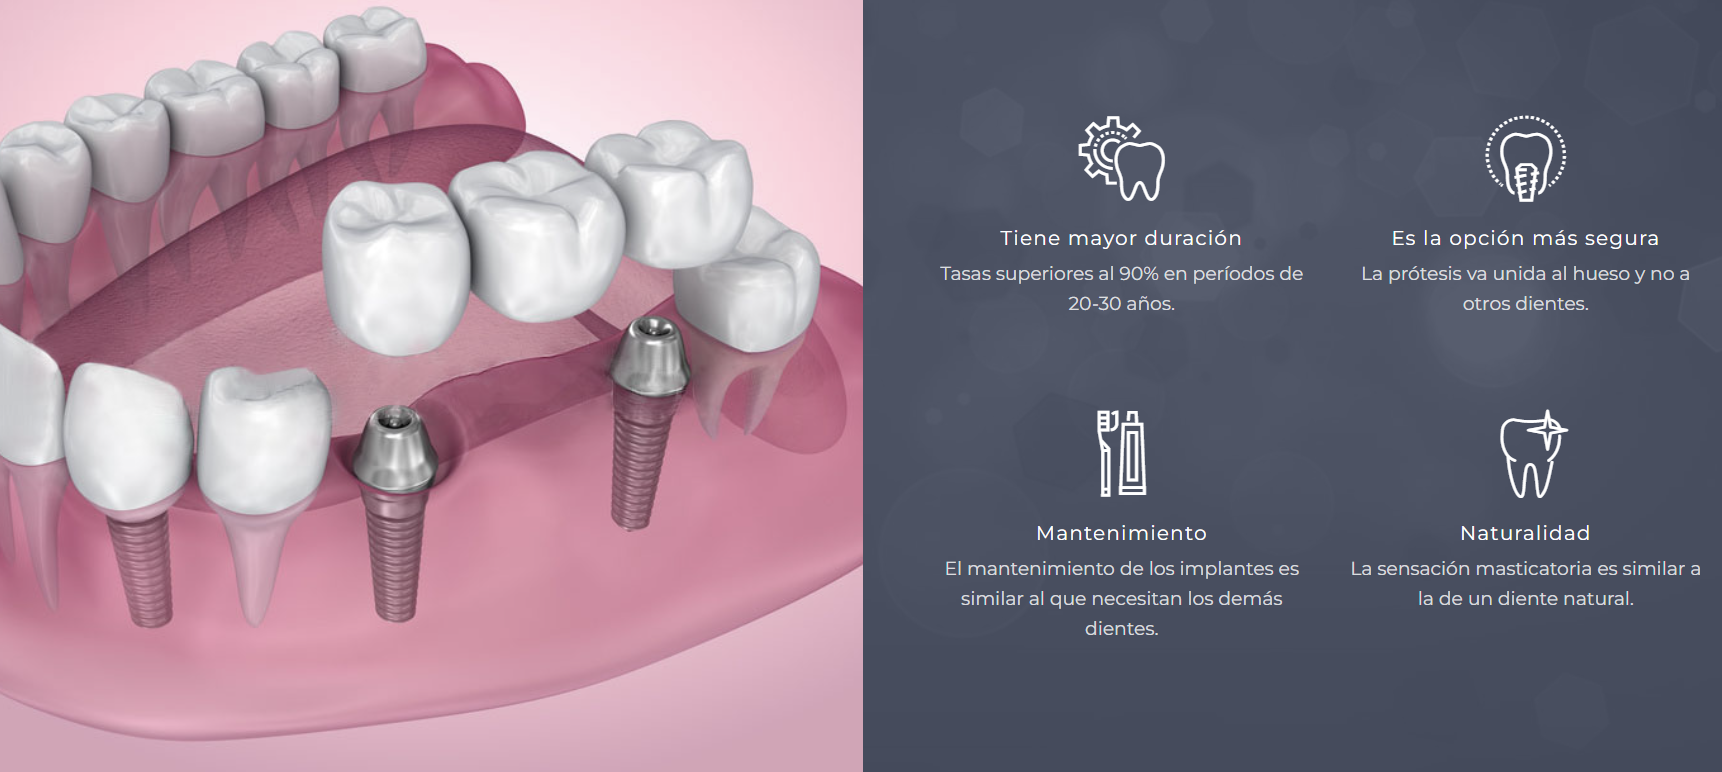 Tiene mayor duración
Tasas superiores al 90% en períodos de
20-30 años.
Es la opción más segura
La prótesis va unida al hueso y no a
otros dientes.
Mantenimiento
El mantenimiento de los implantes es
similar al que necesitan los demás
dientes.
Naturalidad
La sensación masticatoria es similar a
la de un diente natural.